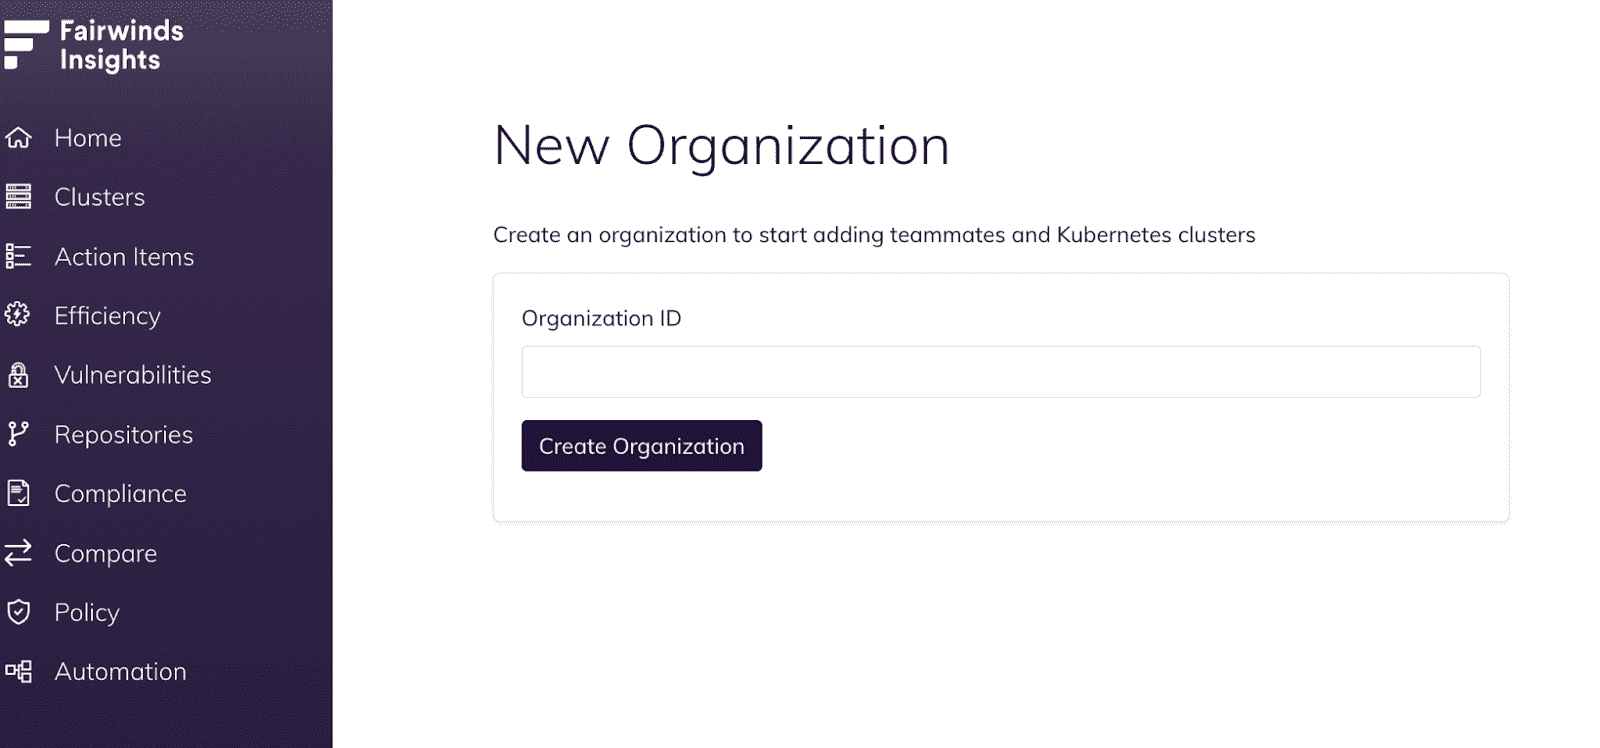 Fairwinds
Insights
Home
Clusters
Action Items
Efficiency
Vulnerabilities
Repositories
Compliance
Compare
Policy
Automation
New Organization
Create an organization to start adding teammates and Kubernetes clusters
Organization ID
Create Organization